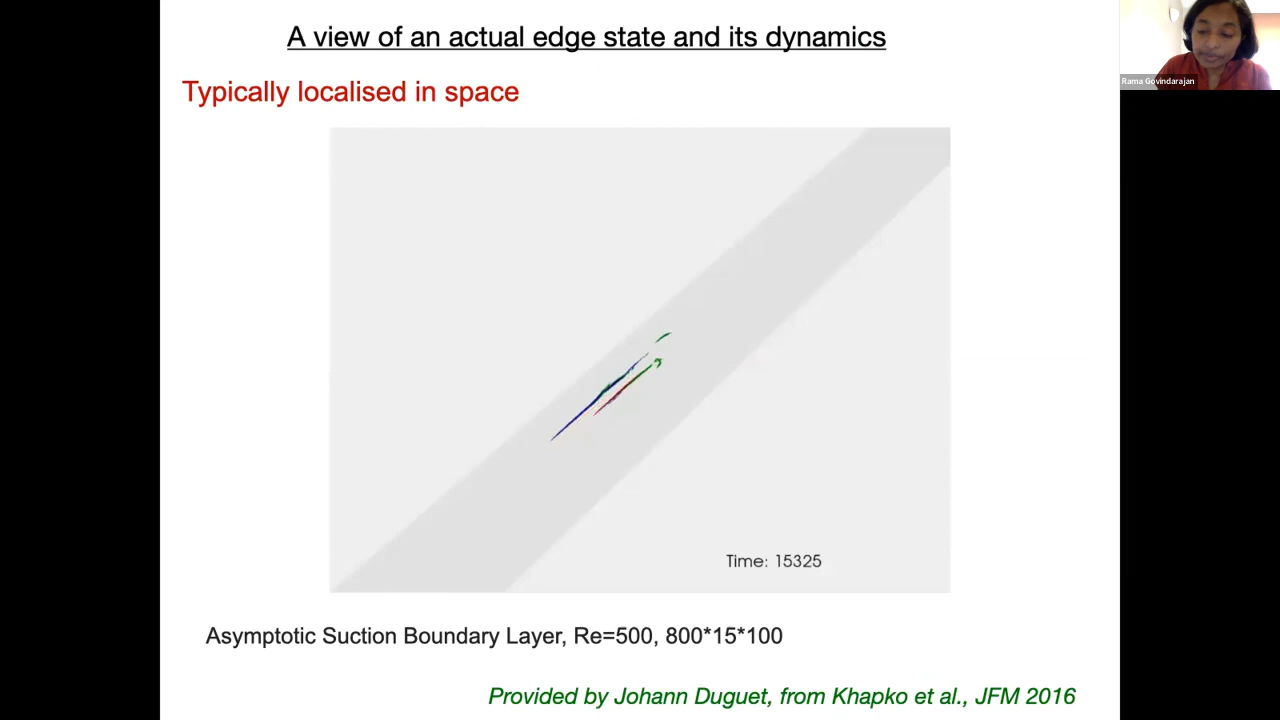 A view of an actual edge state and its dynamics
Typically localised in space
Rama Govindarajan
Time: 15325
Asymptotic Suction Boundary Layer, Re=500, 800*15*100
Provided by Johann Duguet, from Khapko et al., JFM 2016